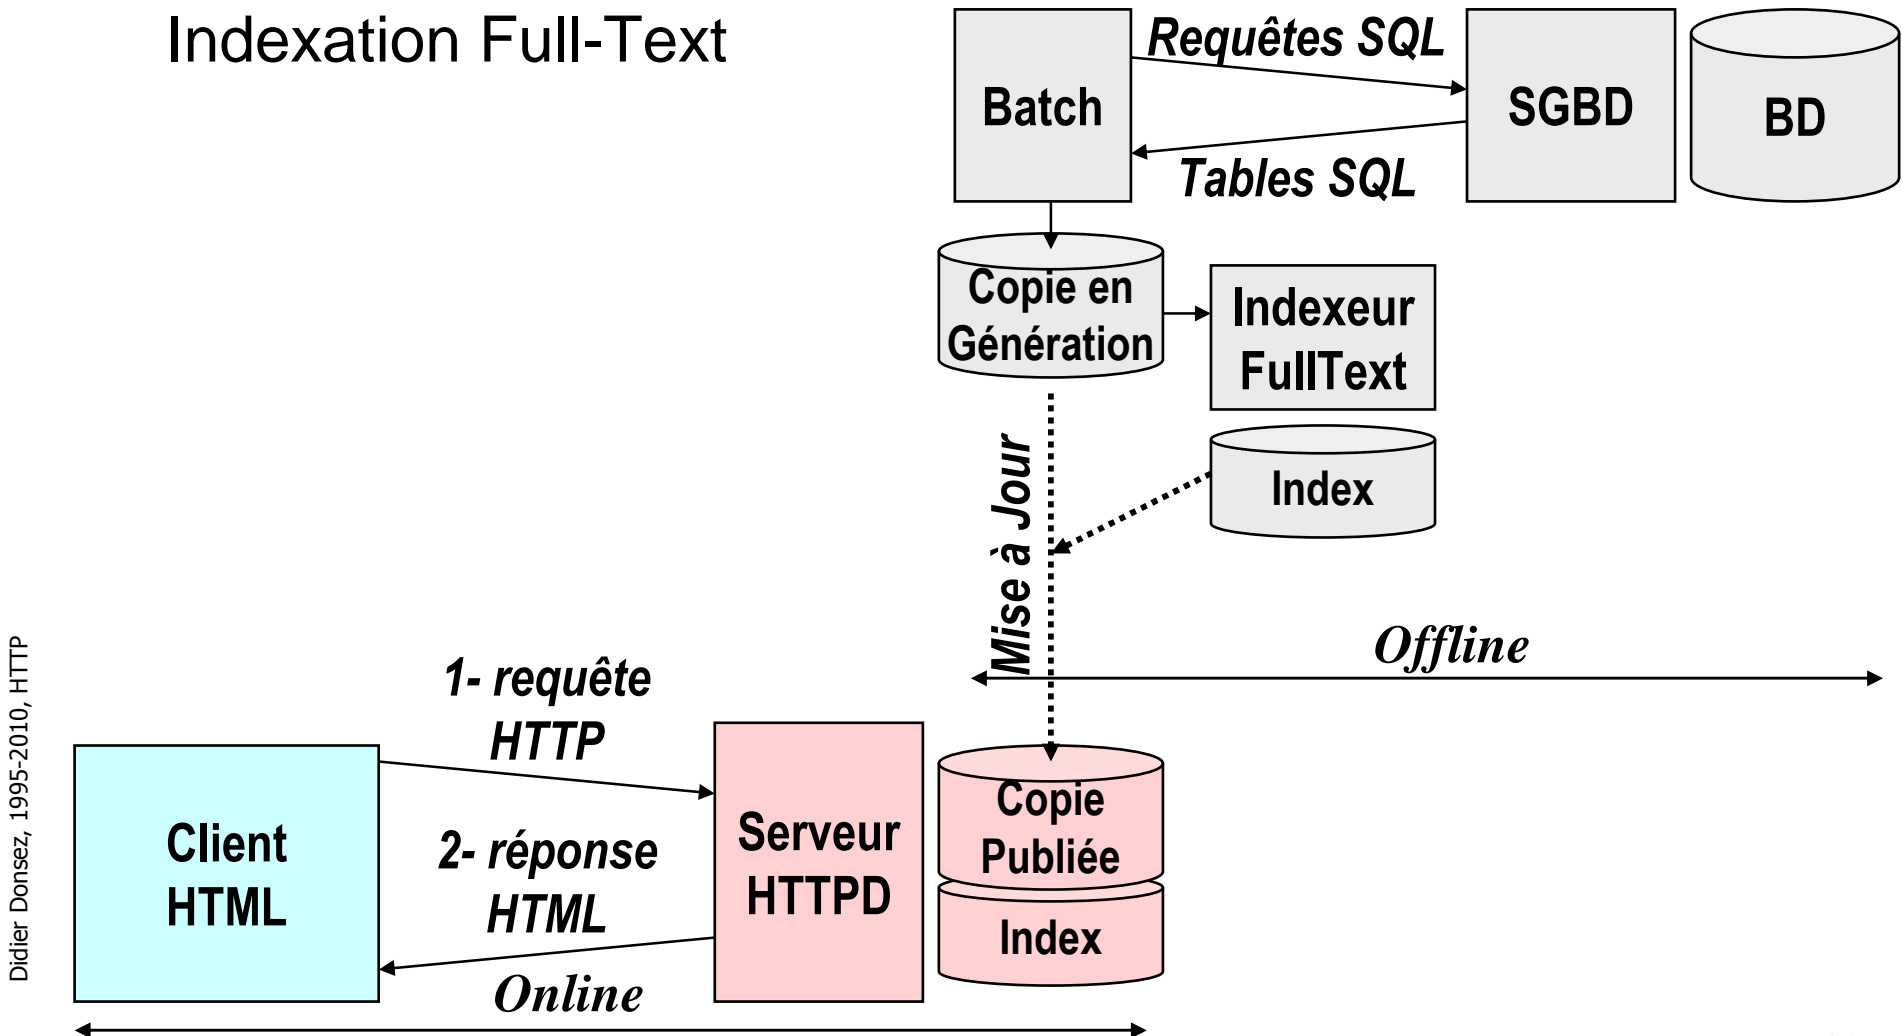 Indexation Full-Text
Requêtes SQL
Batch
SGBD
BD
Tables SQL
Copie en
Génération
Indexeur
FullText
Index
Mise à Jour
Offline
1- requête
HTTP
Client
HTML
2- réponse
HTML
Serveur
HTTPD
Copie
Publiée
Index
Online
Didier Donsez, 1995-2010, HTTP